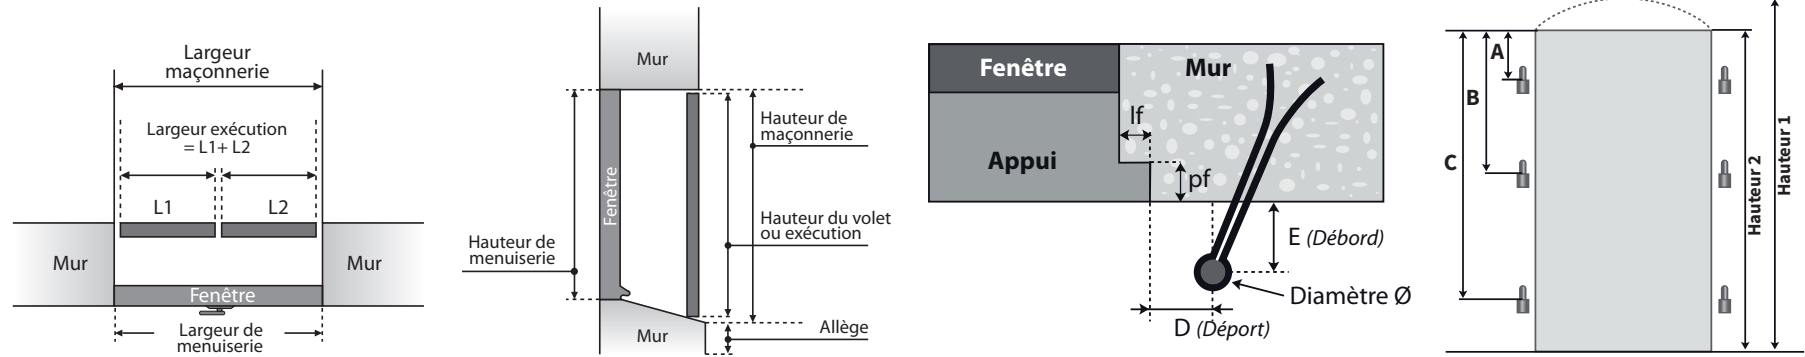 Largeur
maçonnerie
Largeur exécution
= L1+ L2
L1
L2
Mur
Mur
Fenêtre
Largeur de
menuiserie
Mur
Hauteur de
maçonnerie
Fenêtre
Hauteur du volet
ou exécution
Hauteur de
menuiserie
Allège
Mur
Fenêtre
Mur
lf
Appui
pf
E (Débord)
Diamètre Ø
D (Déport)
A
B
C
Hauteur 2
Hauteur 1